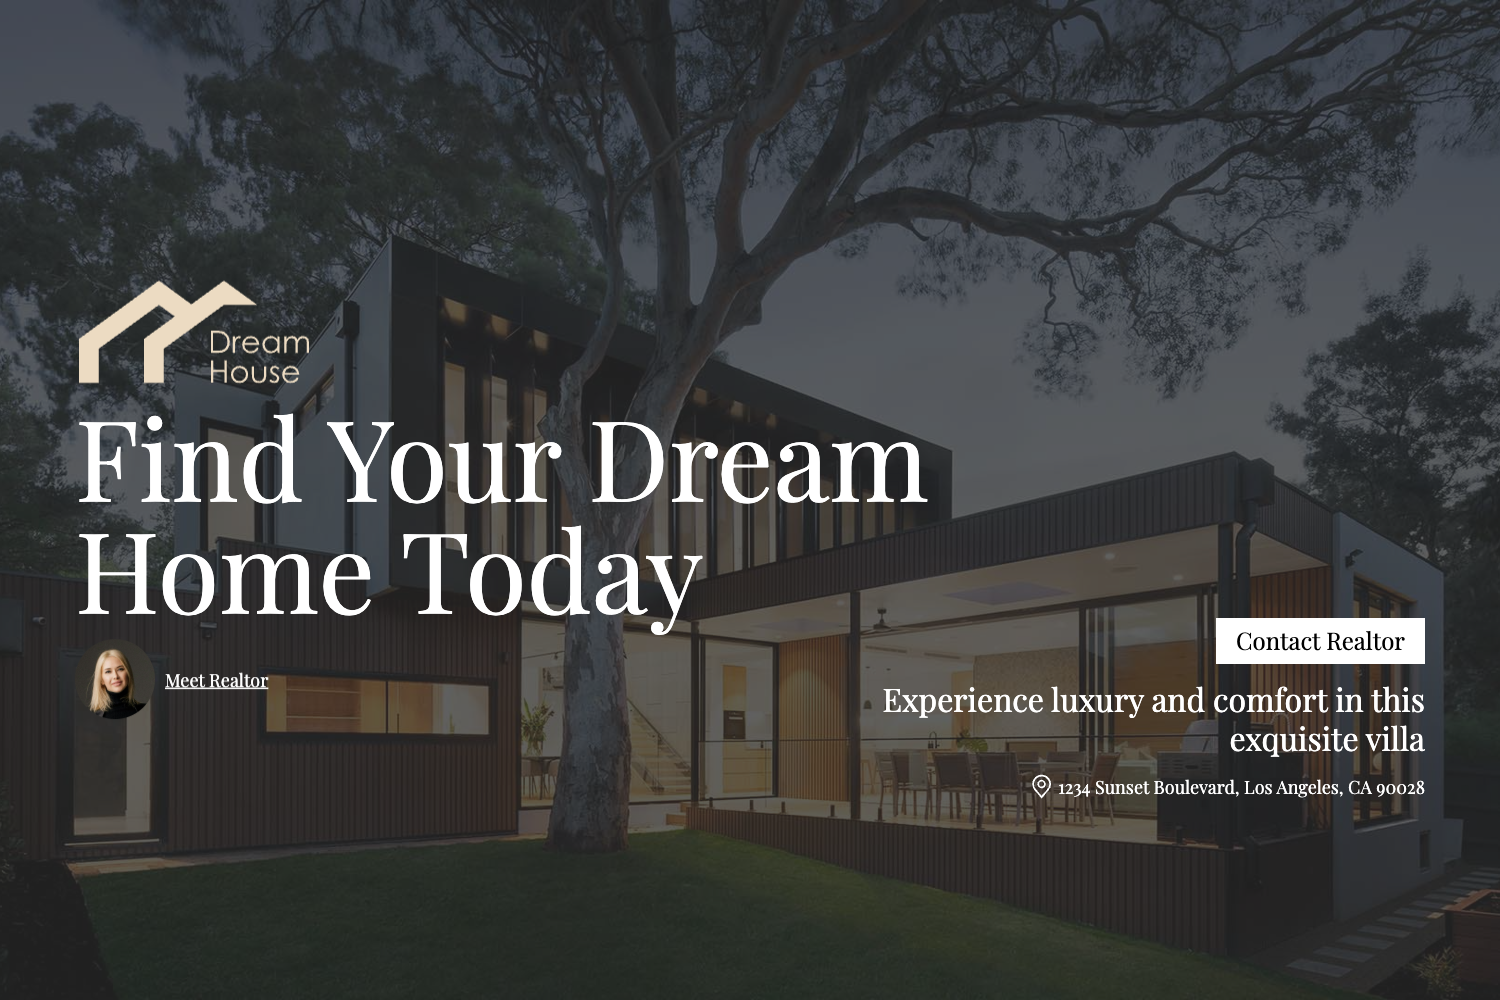 Dream
House
Find Your Dream
Home Today
Meet Realtor
Contact Realtor
Experience luxury and comfort in this
exquisite villa
1234 Sunset Boulevard, Los Angeles, CA 90028